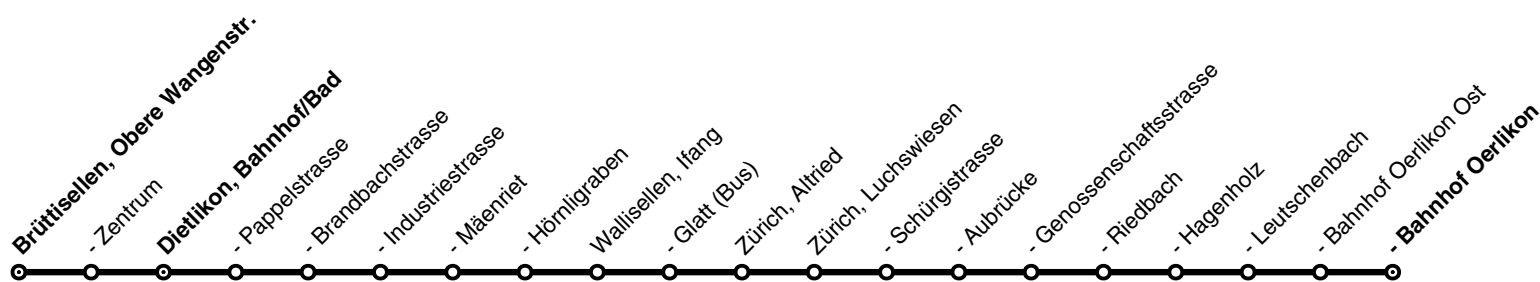 Brüttisellen, Obere Wangenstr.
- Zentrum
Dietlikon, Bahnhof/Bad
- Pappelstrasse
- Brandbachstrasse
- Industriestrasse
- Mäenriet
- Hörnligraben
Wallisellen, Ifang
- Glatt (Bus)
Zürich, Altried
Zürich, Luchswiesen
- Schürgistrasse
- Aubrücke
- Genossenschaftsstrasse
- Riedbach
- Hagenholz
- Leutschenbach
- Bahnhof Oerlikon Ost
- Bahnhof Oerlikon